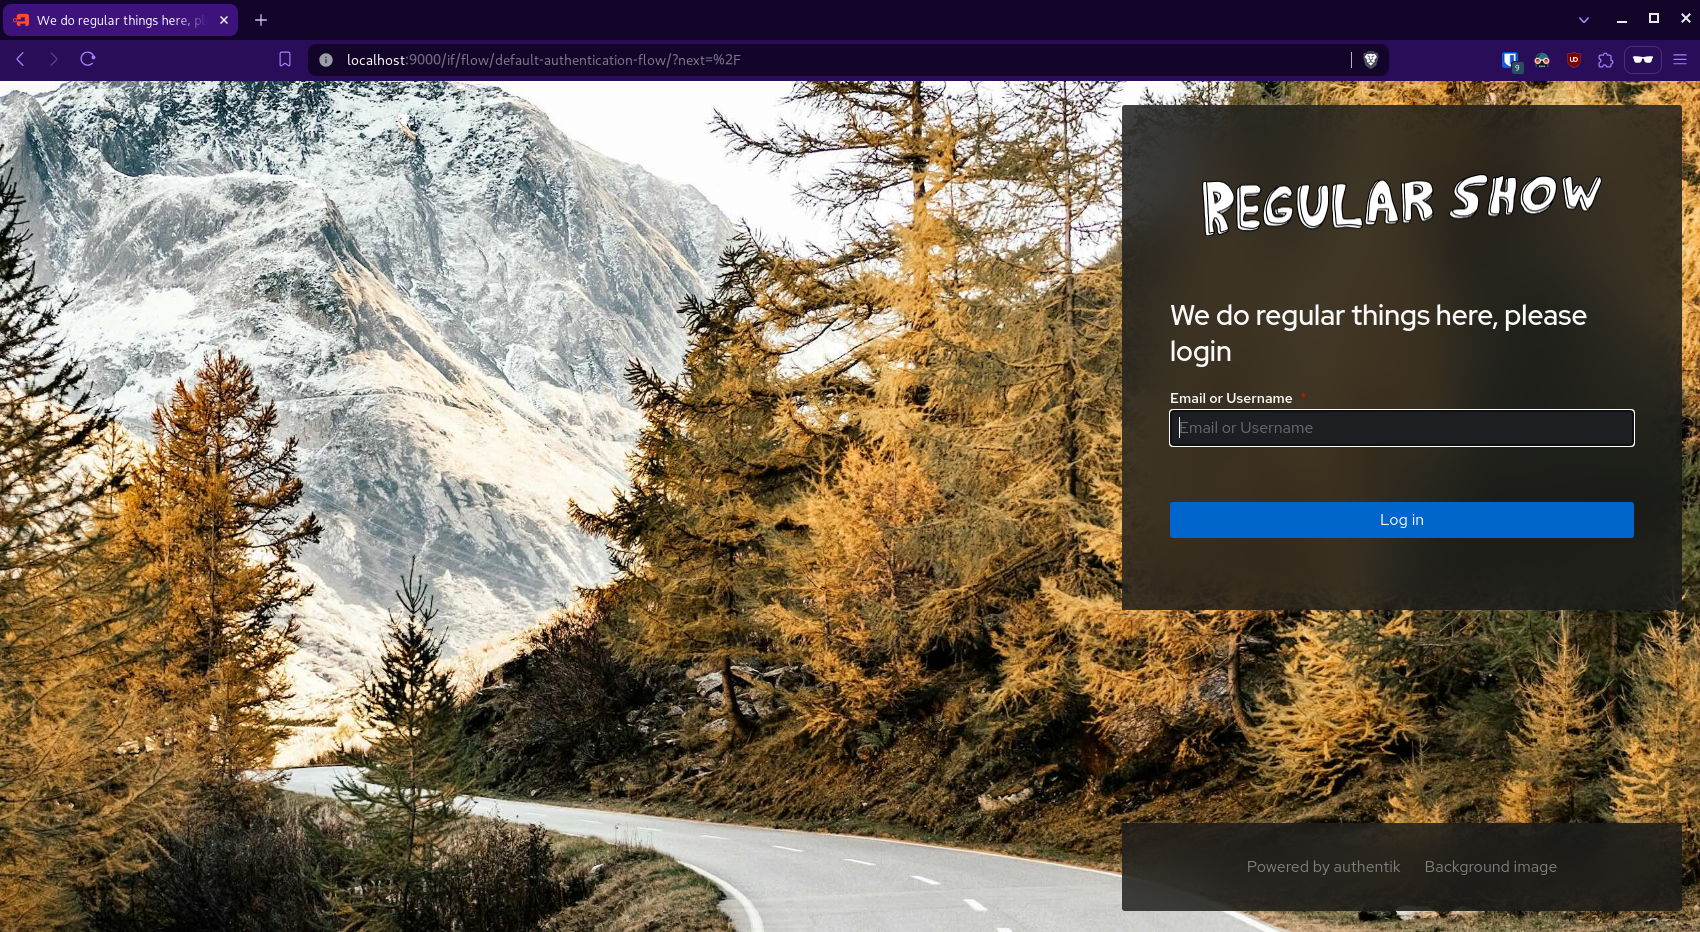 We do regular things here, pl
localhost:9000/if/flow/default-authentication-flow/?next=%2F
9
UD
REGULAR SHOW
We do regular things here, please
login
Email or Username *
Email or Username
Log in
Powered by authentik Background image